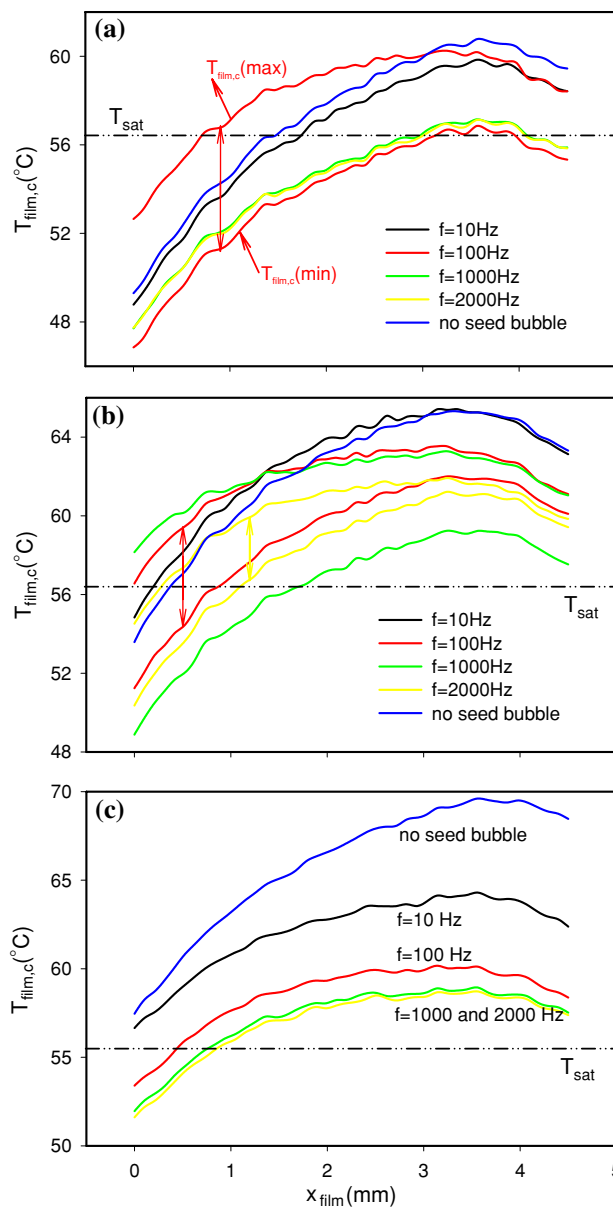 (a)
60
56
52
48
T_film,c(°C)
T_sat
T_film,c(max)
T_film,c(min)
f=10Hz
f=100Hz
f=1000Hz
f=2000Hz
no seed bubble
(b)
64
60
56
52
48
T_film,c(°C)
T_sat
f=10Hz
f=100Hz
f=1000Hz
f=2000Hz
no seed bubble
(c)
70
65
60
55
50
T_film,c(°C)
no seed bubble
f=10 Hz
f=100 Hz
f=1000 and 2000 Hz
T_sat
0 1 2 3 4 5
x_film(mm)